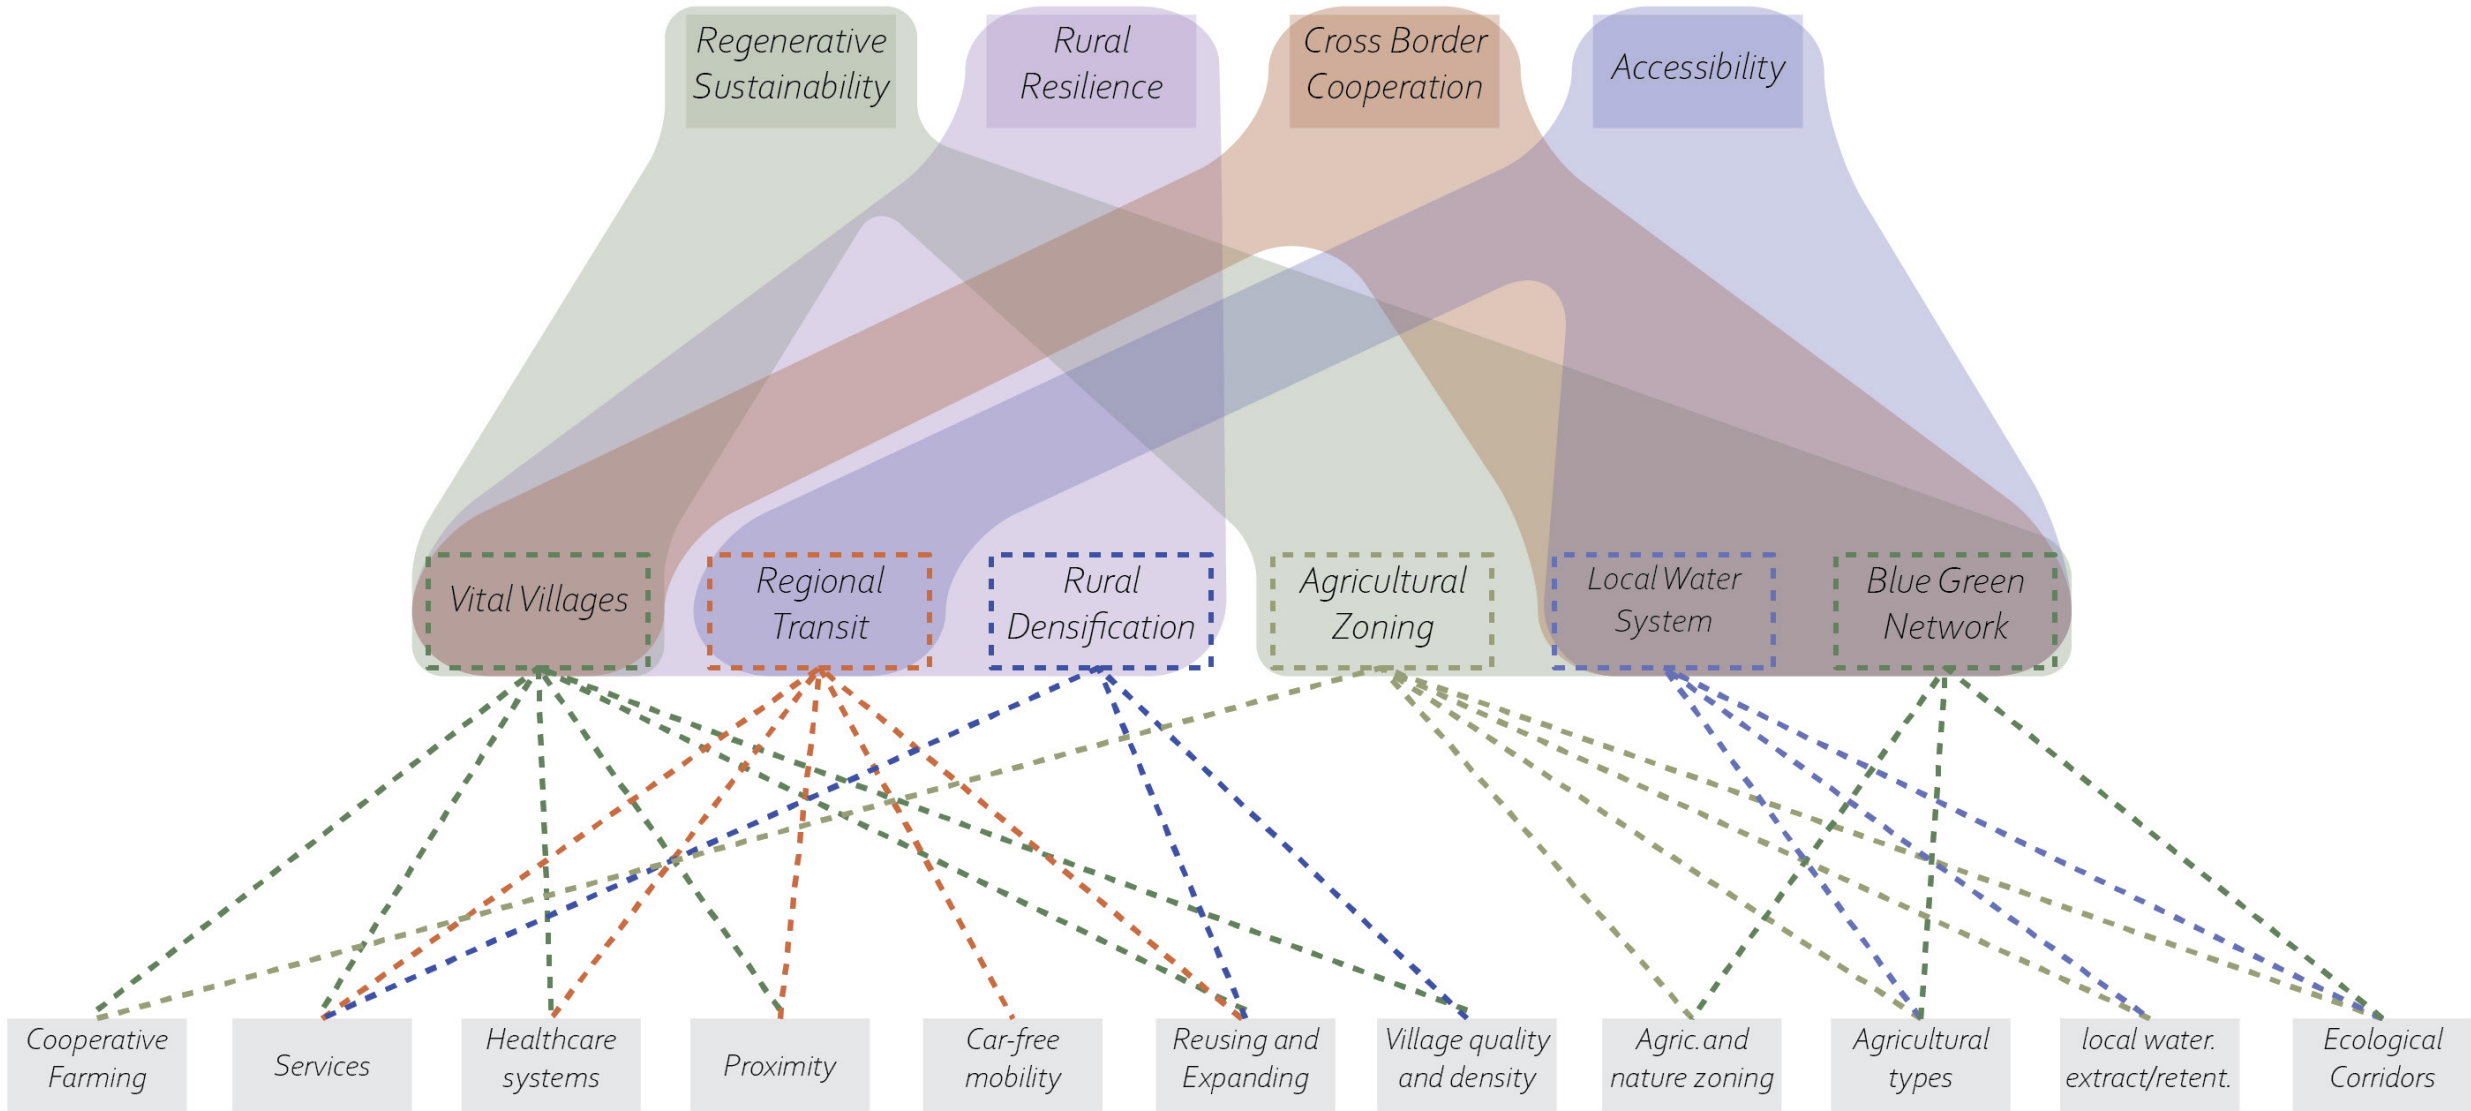 Regenerative
Sustainability
Rural
Resilience
Cross Border
Cooperation
Accessibility
Vital Villages
Regional
Transit
Rural
Densification
Agricultural
Zoning
Local Water
System
Blue Green
Network
Cooperative
Farming
Services
Healthcare
systems
Proximity
Car-free
mobility
Reusing and
Expanding
Village quality
and density
Agric. and
nature zoning
Agricultural
types
local water.
extract/retent.
Ecological
Corridors